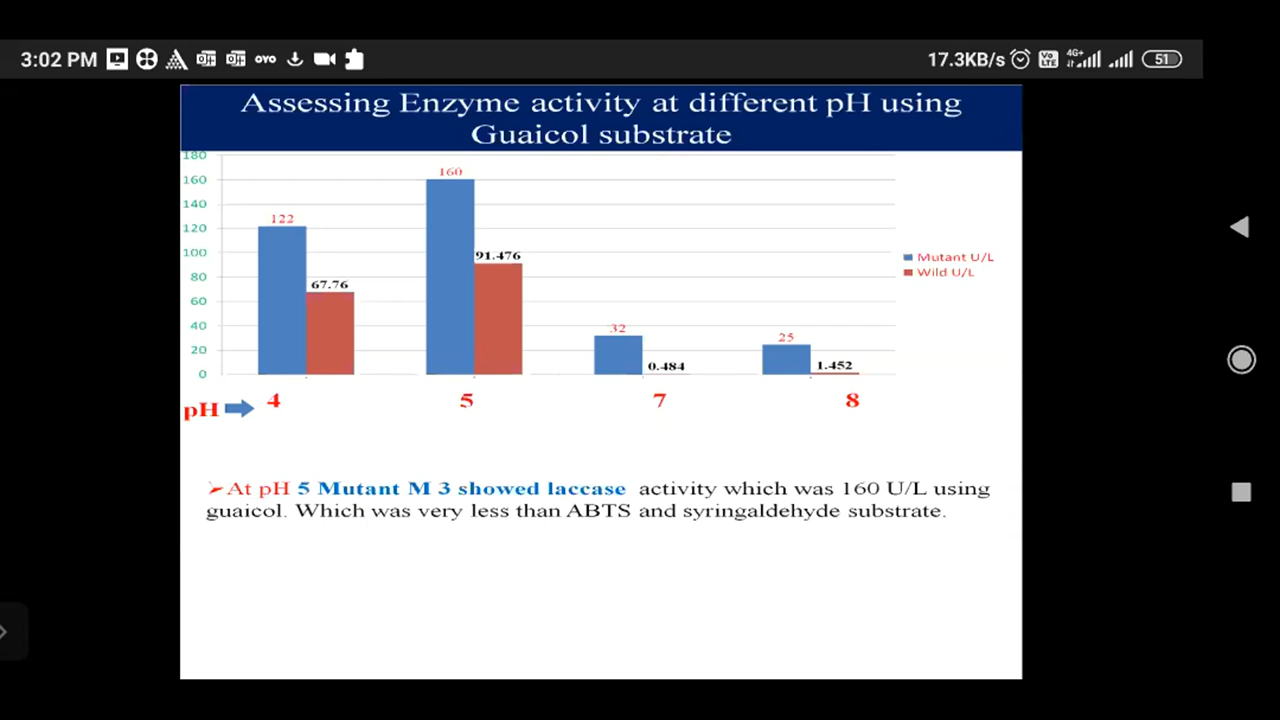 3:02 PM OYO 17.3KB/s 4G+ 51
Assessing Enzyme activity at different pH using
Guaicol substrate
180
160
140
120
100
80
60
40
20
0
122
67.76
160
91.476
32
0.484
25
1.452
Mutant U/L
Wild U/L
pH 4 5 7 8
At pH 5 Mutant M 3 showed laccase activity which was 160 U/L using
guaicol. Which was very less than ABTS and syringaldehyde substrate.